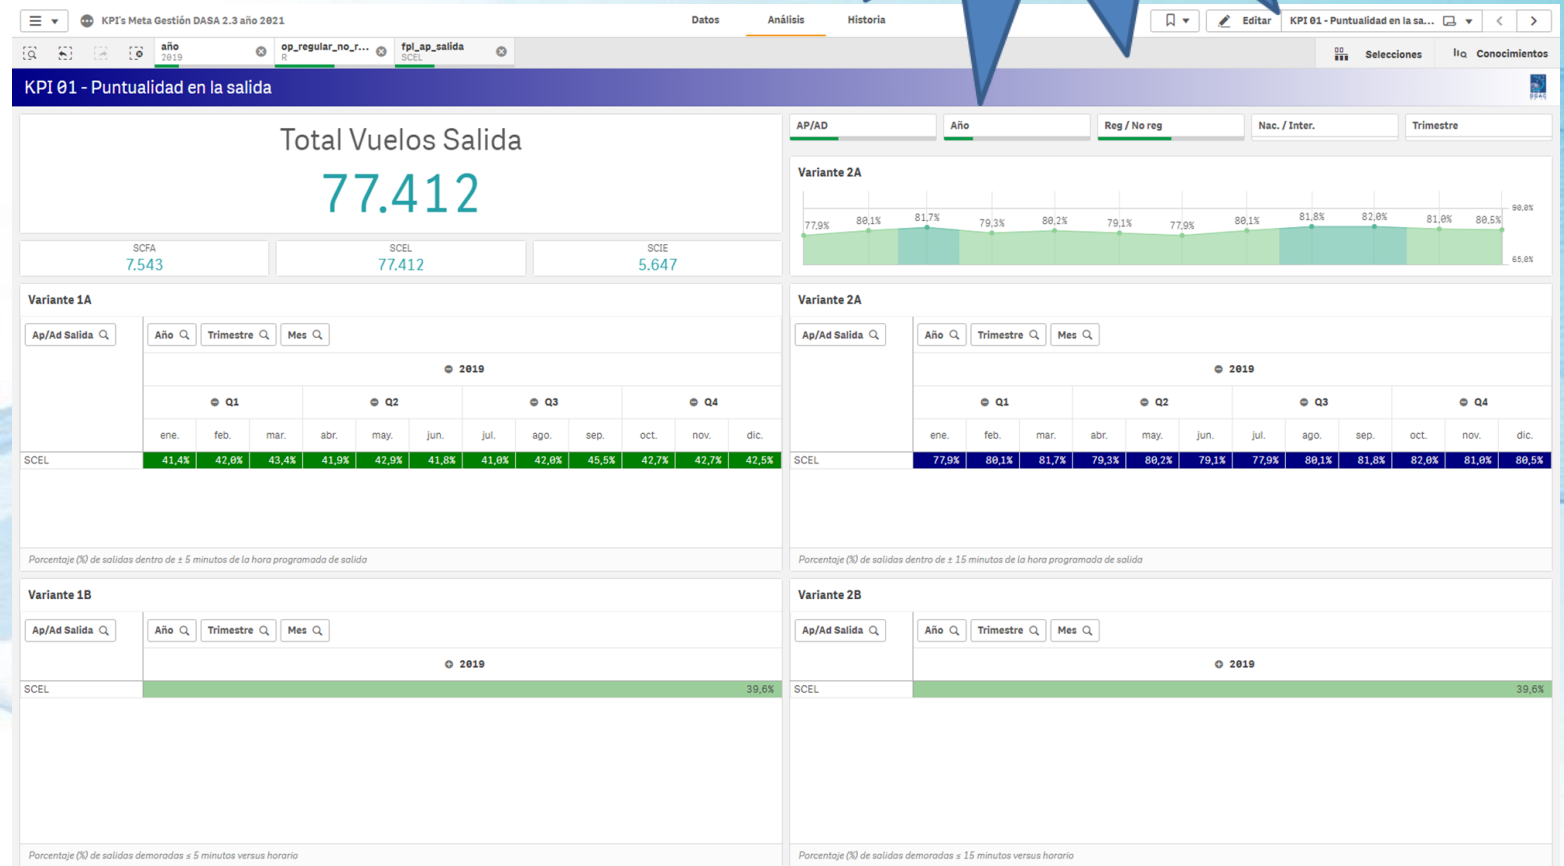 KPI's Meta Gestión DASA 2.3 año 2021
Datos
Análisis
Historia
Editar
KPI 01 - Puntualidad en la sa...
año
2019
op_regular_no_r...
R
fpl_ap_salida
SCEL
Selecciones
Conocimientos
KPI 01 - Puntualidad en la salida
DGAC
Total Vuelos Salida
77.412
SCFA
7.543
SCEL
77.412
SCIE
5.647
AP/AD
Año
Reg / No reg
Nac. / Inter.
Trimestre
Variante 2A
77,9% 80,1% 81,7% 79,3% 80,2% 79,1% 77,9% 80,1% 81,8% 82,0% 81,0% 80,5%
90,0%
65,0%
Variante 1A
Ap/Ad Salida
Año Trimestre Mes
2019
Q1 Q2 Q3 Q4
ene. feb. mar. abr. may. jun. jul. ago. sep. oct. nov. dic.
SCEL 41,4% 42,0% 43,4% 41,9% 42,9% 41,8% 41,0% 42,0% 45,5% 42,7% 42,7% 42,5%
Porcentaje (%) de salidas dentro de ± 5 minutos de la hora programada de salida
Variante 2A
Ap/Ad Salida
Año Trimestre Mes
2019
Q1 Q2 Q3 Q4
ene. feb. mar. abr. may. jun. jul. ago. sep. oct. nov. dic.
SCEL 77,9% 80,1% 81,7% 79,3% 80,2% 79,1% 77,9% 80,1% 81,8% 82,0% 81,0% 80,5%
Porcentaje (%) de salidas dentro de ± 15 minutos de la hora programada de salida
Variante 1B
Ap/Ad Salida
Año Trimestre Mes
2019
SCEL 39,6%
Porcentaje (%) de salidas demoradas ≤ 5 minutos versus horario
Variante 2B
Ap/Ad Salida
Año Trimestre Mes
2019
SCEL 39,6%
Porcentaje (%) de salidas demoradas ≤ 15 minutos versus horario